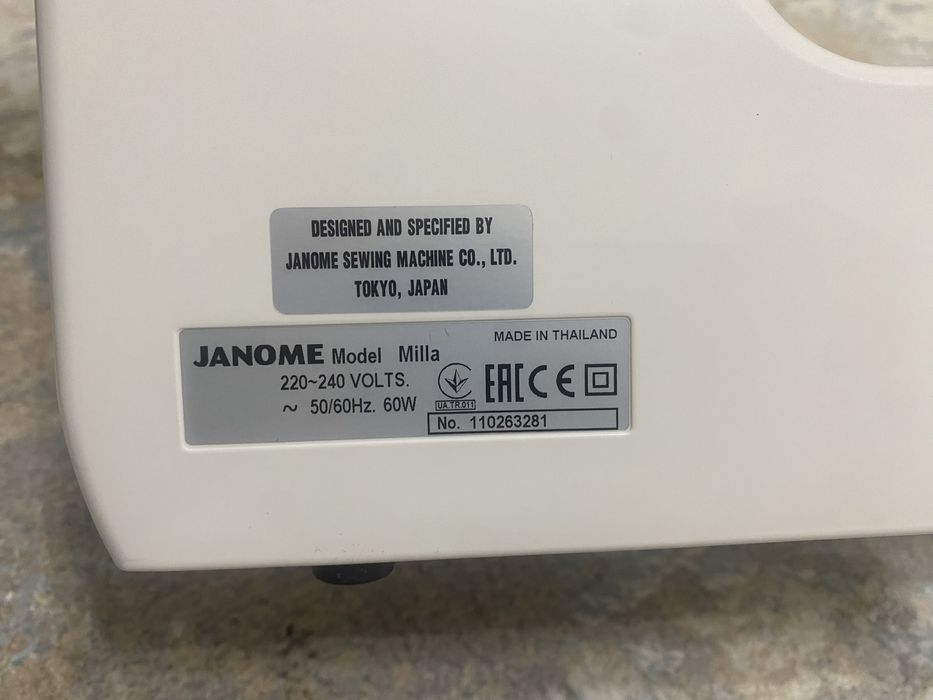 DESIGNED AND SPECIFIED BY
JANOME SEWING MACHINE CO., LTD.
TOKYO, JAPAN
MADE IN THAILAND
JANOME Model Milla
220~240 VOLTS.
~ 50/60Hz. 60W
UA.TR.011
EAC CE
No. 110263281